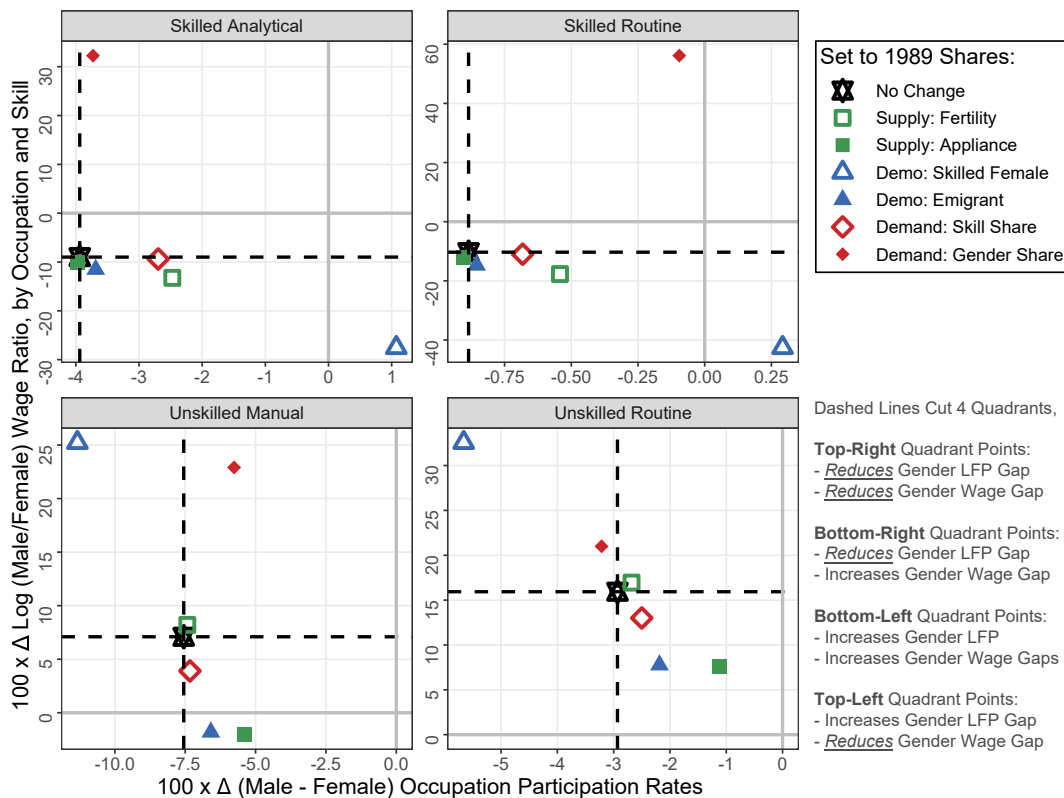 Skilled Analytical
Skilled Routine
30
20
10
0
-10
-20
-30
60
40
20
0
-20
-40
-4
-3
-2
-1
0
1
-0.75
-0.50
-0.25
0.00
0.25
Set to 1989 Shares:
No Change
Supply: Fertility
Supply: Appliance
Demo: Skilled Female
Demo: Emigrant
Demand: Skill Share
Demand: Gender Share
100 x Δ Log (Male/Female) Wage Ratio, by Occupation and Skill
Unskilled Manual
Unskilled Routine
25
20
15
10
5
0
30
25
20
15
10
5
0
-10.0
-7.5
-5.0
-2.5
0.0
-5
-4
-3
-2
-1
0
100 x Δ (Male - Female) Occupation Participation Rates
Dashed Lines Cut 4 Quadrants,
Top-Right Quadrant Points:
- Reduces Gender LFP Gap
- Reduces Gender Wage Gap
Bottom-Right Quadrant Points:
- Reduces Gender LFP Gap
- Increases Gender Wage Gap
Bottom-Left Quadrant Points:
- Increases Gender LFP
- Increases Gender Wage Gaps
Top-Left Quadrant Points:
- Increases Gender LFP Gap
- Reduces Gender Wage Gap